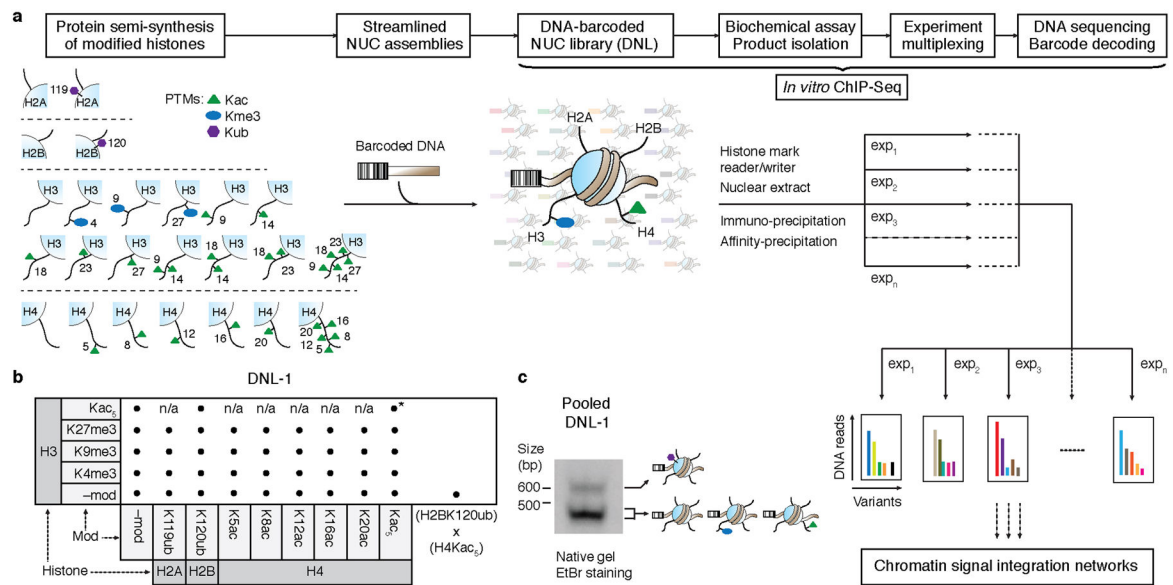 a
Protein semi-synthesis
of modified histones
Streamlined
NUC assemblies
DNA-barcoded
NUC library (DNL)
Biochemical assay
Product isolation
Experiment
multiplexing
DNA sequencing
Barcode decoding
In vitro ChIP-Seq
119
H2A
H2A
PTMs:
Kac
Kme3
Kub
H2B
H2B
120
H3
H3
4
H3
9
H3
27
H3
9
H3
14
H3
18
H3
23
H3
27
H3
9
14
H3
18
14
H3
18
23
H3
23
18
9
27
14
H4
H4
5
H4
8
H4
12
H4
16
H4
20
H4
16
20
8
12
5
Barcoded DNA
H2A
H2B
H3
H4
Histone mark
reader/writer
Nuclear extract
Immuno-precipitation
Affinity-precipitation
exp1
exp2
exp3
expn
exp1
exp2
exp3
expn
DNA reads
Variants
Chromatin signal integration networks
b
DNL-1
H3
Kac5
n/a
n/a
n/a
n/a
n/a
n/a
*
K27me3
K9me3
K4me3
–mod
–mod
K119ub
K120ub
K5ac
K8ac
K12ac
K16ac
K20ac
Kac5
(H2BK120ub)
x
(H4Kac5)
Mod
Histone
H2A
H2B
H4
c
Pooled
DNL-1
Size
(bp)
600
500
Native gel
EtBr staining